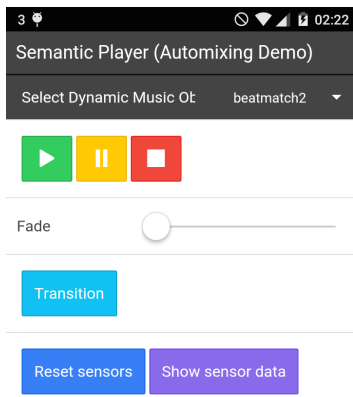 3 02:22
Semantic Player (Automixing Demo)
Select Dynamic Music Ob beatmatch2
Fade
Transition
Reset sensors Show sensor data